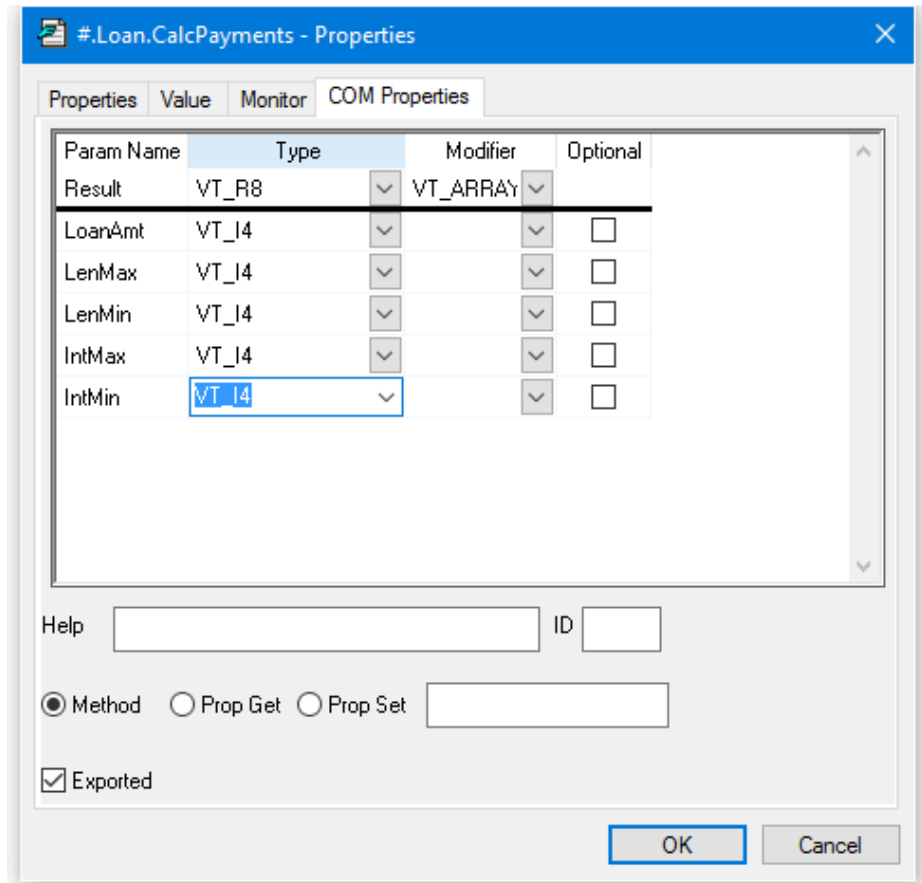 #.Loan.CalcPayments - Properties
Properties Value Monitor COM Properties
Param Name Type Modifier Optional
Result VT_R8 VT_ARRAY
LoanAmt VT_I4
LenMax VT_I4
LenMin VT_I4
IntMax VT_I4
IntMin VT_I4
Help ID
Method Prop Get Prop Set
Exported
OK Cancel